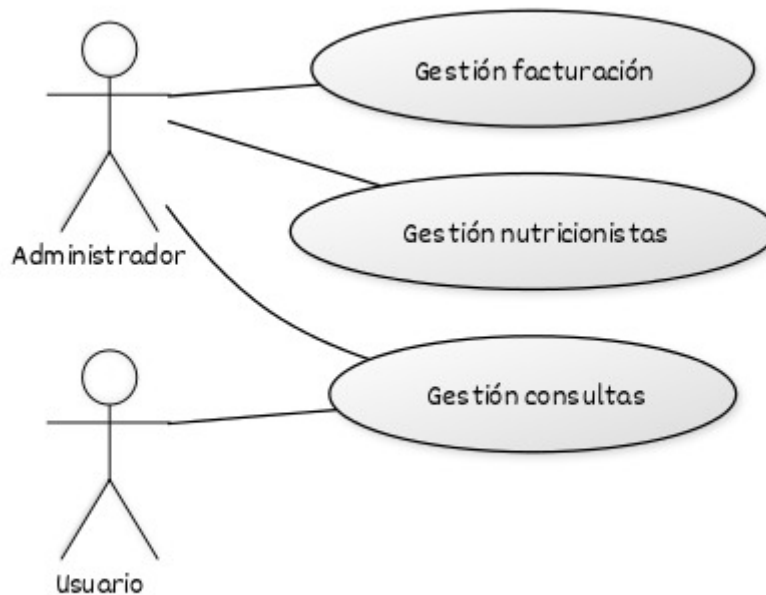 Gestión facturación
Gestión nutricionistas
Administrador
Gestión consultas
Usuario